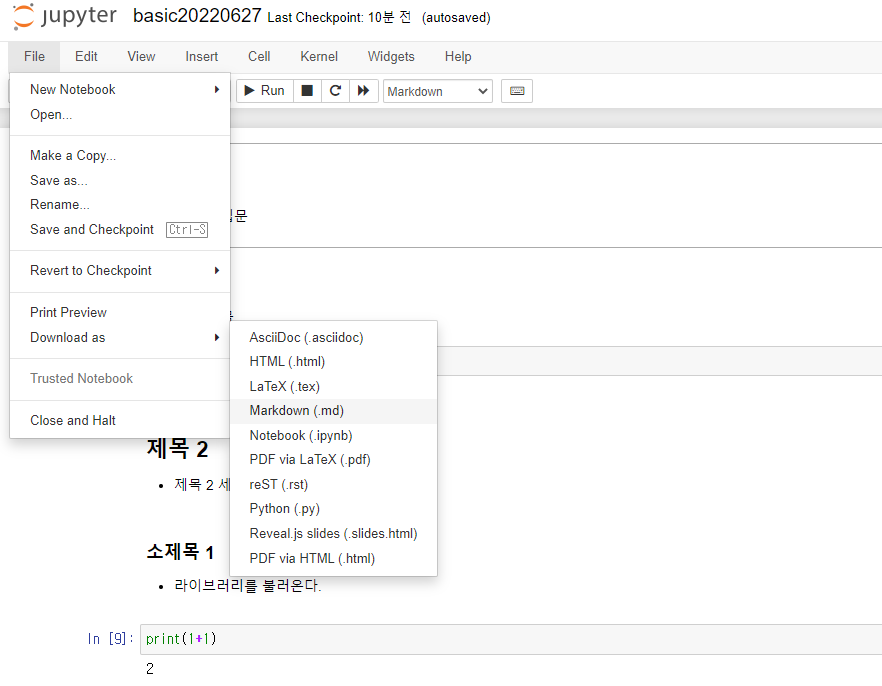 jupyter basic20220627 Last Checkpoint: 10분 전 (autosaved)
File Edit View Insert Cell Kernel Widgets Help
Run Markdown
New Notebook
Open...
Make a Copy...
Save as...
Rename...
Save and Checkpoint Ctrl-S
Revert to Checkpoint
Print Preview
Download as
Trusted Notebook
Close and Halt
AsciiDoc (.asciidoc)
HTML (.html)
LaTeX (.tex)
Markdown (.md)
Notebook (.ipynb)
PDF via LaTeX (.pdf)
reST (.rst)
Python (.py)
Reveal.js slides (.slides.html)
PDF via HTML (.html)
제목 2
제목 2 세
소제목 1
라이브러리를 불러온다.
In [9]: print(1+1)
2